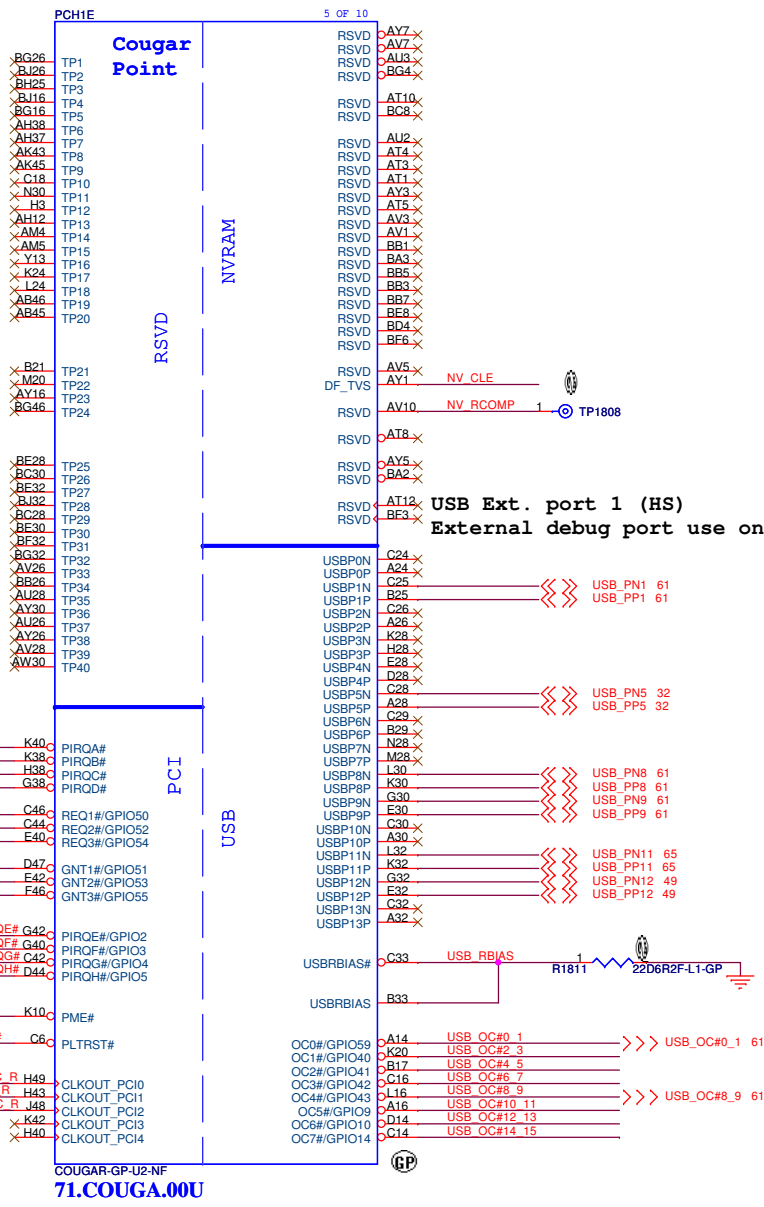 PCH1E
5 OF 10
Cougar
Point
BG26 TP1
BJ26 TP2
BH25 TP3
BJ16 TP4
BG16 TP5
AH38 TP6
AH37 TP7
AK43 TP8
AK45 TP9
C18 TP10
N30 TP11
H3 TP12
AH12 TP13
AM4 TP14
AM5 TP15
Y13 TP16
K24 TP17
L24 TP18
AB46 TP19
AB45 TP20
B21 TP21
M20 TP22
AY16 TP23
BG46 TP24
BE28 TP25
BC30 TP26
BE32 TP27
BJ32 TP28
BC28 TP29
BE30 TP30
BF32 TP31
BG32 TP32
AV26 TP33
BB26 TP34
AU28 TP35
AY30 TP36
AU26 TP37
AY26 TP38
AV28 TP39
AW30 TP40
RSVD
NVRAM
K40 PIRQA#
K38 PIRQB#
H38 PIRQC#
G38 PIRQD#
C46 REQ1#/GPIO50
C44 REQ2#/GPIO52
E40 REQ3#/GPIO54
D47 GNT1#/GPIO51
E42 GNT2#/GPIO53
F46 GNT3#/GPIO55
QE# G42 PIRQE#/GPIO2
QF# G40 PIRQF#/GPIO3
QG# C42 PIRQG#/GPIO4
QH# D44 PIRQH#/GPIO5
K10 PME#
# C6 PLTRST#
C_R H49 CLKOUT_PCI0
R H43 CLKOUT_PCI1
C_R J48 CLKOUT_PCI2
K42 CLKOUT_PCI3
H40 CLKOUT_PCI4
PCI
USB
RSVD AY7
RSVD AV7
RSVD AU3
RSVD BG4
RSVD AT10
RSVD BC8
RSVD AU2
RSVD AT4
RSVD AT3
RSVD AT1
RSVD AY3
RSVD AT5
RSVD AV3
RSVD AV1
RSVD BB1
RSVD BA3
RSVD BB5
RSVD BB3
RSVD BB7
RSVD BE8
RSVD BD4
RSVD BF6
RSVD AV5
DF_TVS AY1 NV_CLE
RSVD AV10 NV_RCOMP 1 TP1808
RSVD AT8
RSVD AY5
RSVD BA2
RSVD AT12
RSVD BF3
USB Ext. port 1 (HS)
External debug port use on
USBP0N C24
USBP0P A24
USBP1N C25 USB_PN1 61
USBP1P B25 USB_PP1 61
USBP2N C26
USBP2P A26
USBP3N K28
USBP3P H28
USBP4N E28
USBP4P D28
USBP5N C28 USB_PN5 32
USBP5P A28 USB_PP5 32
USBP6N C29
USBP6P B29
USBP7N N28
USBP7P M28
USBP8N L30 USB_PN8 61
USBP8P K30 USB_PP8 61
USBP9N G30 USB_PN9 61
USBP9P E30 USB_PP9 61
USBP10N C30
USBP10P A30
USBP11N L32 USB_PN11 65
USBP11P K32 USB_PP11 65
USBP12N G32 USB_PN12 49
USBP12P E32 USB_PP12 49
USBP13N C32
USBP13P A32
USBRBIAS# C33 USB_RBIAS 1 R1811 22D6R2F-L1-GP
USBRBIAS B33
OC0#/GPIO59 A14 USB_OC#0_1 USB_OC#0_1 61
OC1#/GPIO40 K20 USB_OC#2_3
OC2#/GPIO41 B17 USB_OC#4_5
OC3#/GPIO42 C16 USB_OC#6_7
OC4#/GPIO43 L16 USB_OC#8_9 USB_OC#8_9 61
OC5#/GPIO9 A16 USB_OC#10_11
OC6#/GPIO10 D14 USB_OC#12_13
OC7#/GPIO14 C14 USB_OC#14_15
GP
COUGAR-GP-U2-NF
71.COUGA.00U